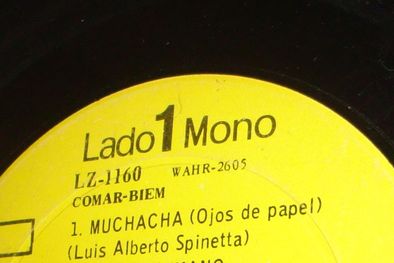 Lado 1 Mono
LZ-1160 WAHR-2605
COMAR-BIEM
1. MUCHACHA (Ojos de papel)
(Luis Alberto Spinetta)